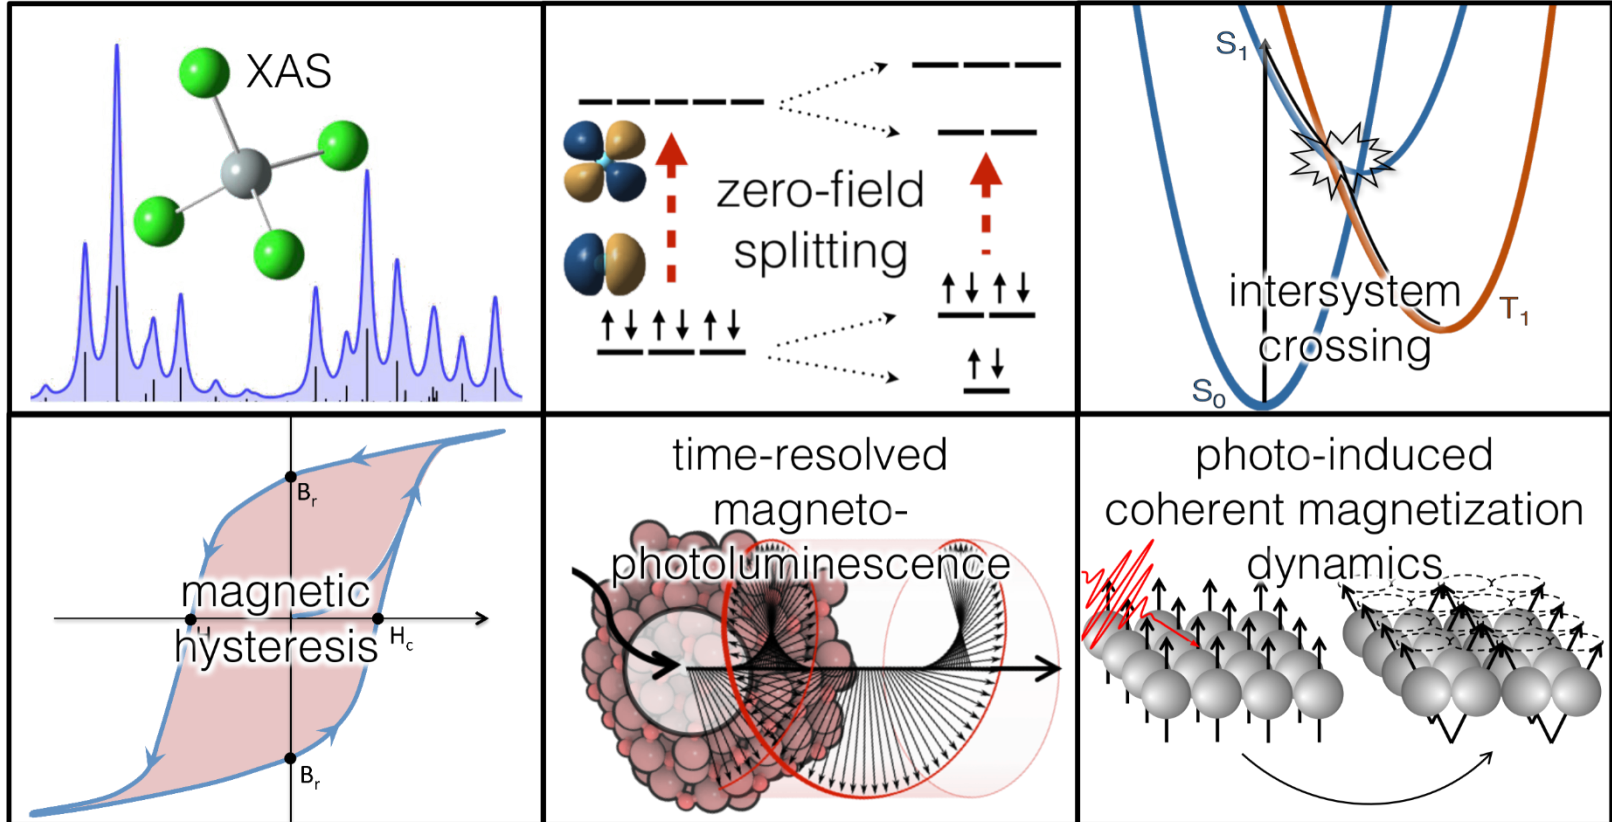 XAS
zero-field
splitting
S1
intersystem
crossing
T1
S0
Br
magnetic
hysteresis
Hc
Br
time-resolved
magneto-
photoluminescence
photo-induced
coherent magnetization
dynamics